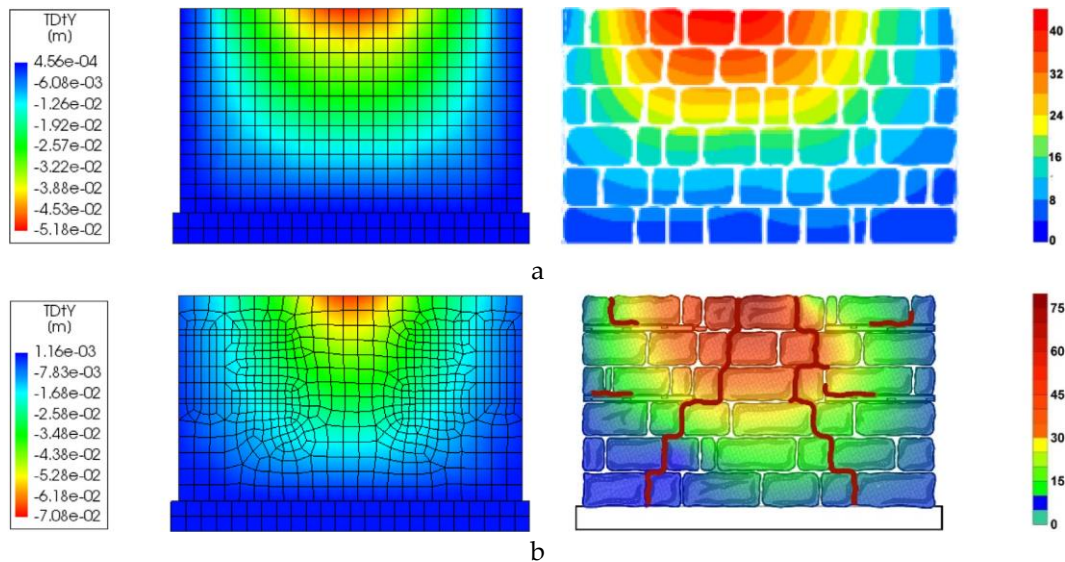 TDtY
[m]
4.56e-04
-6.08e-03
-1.26e-02
-1.92e-02
-2.57e-02
-3.22e-02
-3.88e-02
-4.53e-02
-5.18e-02
40
32
24
16
8
0
a
TDtY
[m]
1.16e-03
-7.83e-03
-1.68e-02
-2.58e-02
-3.48e-02
-4.38e-02
-5.28e-02
-6.18e-02
-7.08e-02
75
60
45
30
15
0
b